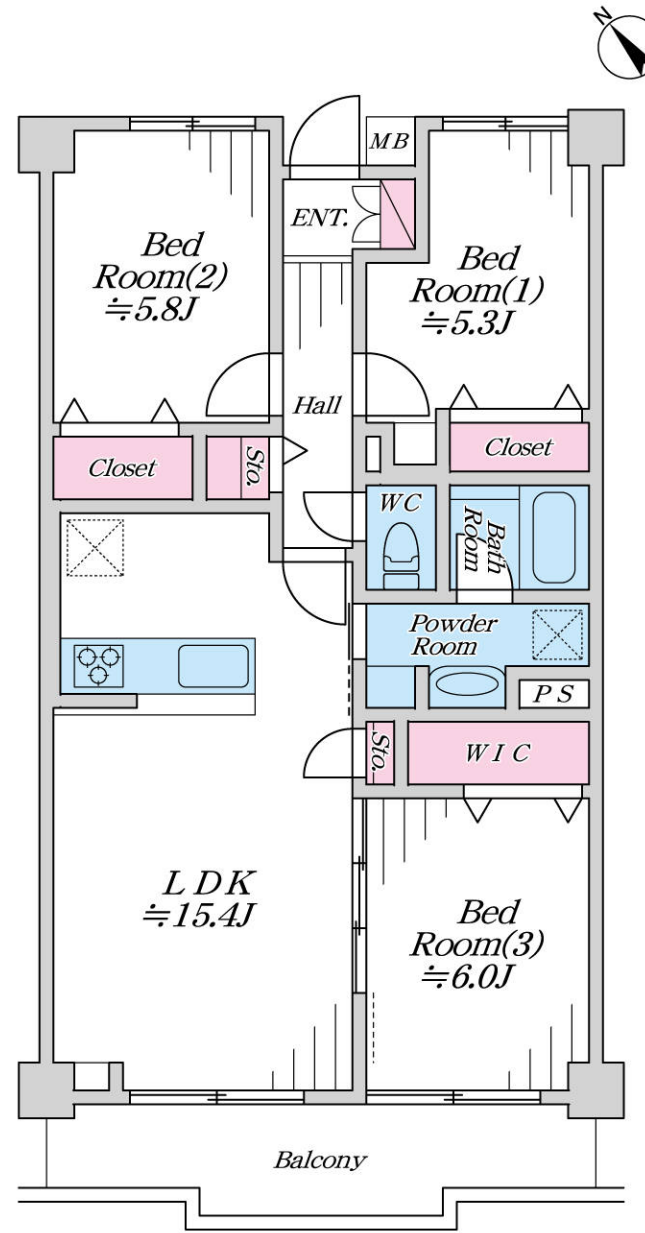 N
MB
ENT.
Bed
Room(2)
≒5.8J
Bed
Room(1)
≒5.3J
Hall
Closet
Sto.
Closet
WC
Bath
Room
Powder
Room
PS
Sto.
WIC
LDK
≒15.4J
Bed
Room(3)
≒6.0J
Balcony